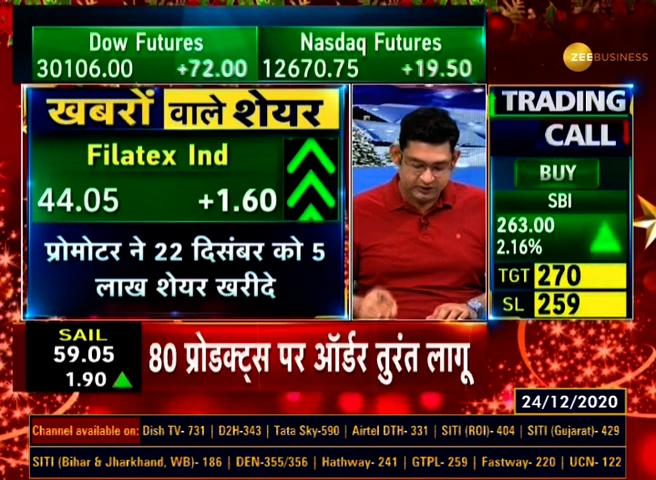 Dow Futures
30106.00 +72.00
Nasdaq Futures
12670.75 +19.50
ZEEBUSINESS
खबरों वाले शेयर
Filatex Ind
44.05 +1.60
प्रोमोटर ने 22 दिसंबर को 5
लाख शेयर खरीदे
TRADING
CALL
BUY
SBI
263.00
2.16%
TGT 270
SL 259
SAIL
59.05
1.90
80 प्रोडक्ट्स पर ऑर्डर तुरंत लागू
24/12/2020
Channel available on: Dish TV- 731 | D2H-343 | Tata Sky-590 | Airtel DTH- 331 | SITI (ROI)- 404 | SITI (Gujarat)- 429
SITI (Bihar & Jharkhand, WB)- 186 | DEN-355/356 | Hathway- 241 | GTPL- 259 | Fastway- 220 | UCN- 122